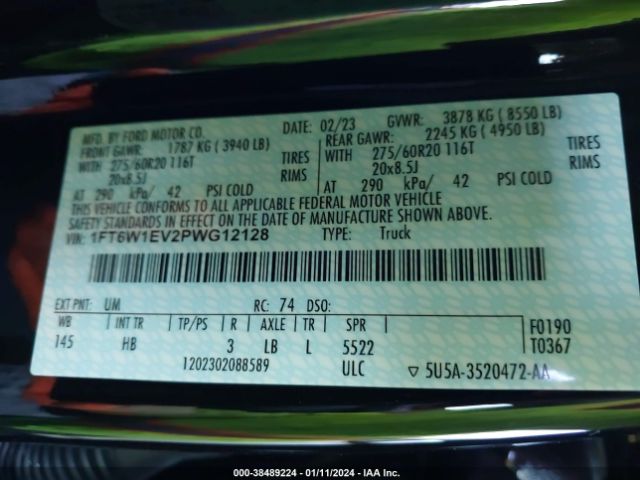 MFD. BY FORD MOTOR CO.
DATE: 02/23 GVWR: 3878 KG ( 8550 LB)
FRONT GAWR: 1787 KG ( 3940 LB)
REAR GAWR: 2245 KG ( 4950 LB)
WITH 275/60R20 116T TIRES
WITH 275/60R20 116T TIRES
20x8.5J RIMS
20x8.5J RIMS
AT 290 kPa/ 42 PSI COLD
AT 290 kPa/ 42 PSI COLD
THIS VEHICLE CONFORMS TO ALL APPLICABLE FEDERAL MOTOR VEHICLE
SAFETY STANDARDS IN EFFECT ON THE DATE OF MANUFACTURE SHOWN ABOVE.
VIN: 1FT6W1EV2PWG12128 TYPE: Truck
EXT PNT: UM RC: 74 DSO:
WB INT TR TP/PS R AXLE TR SPR F0190
145 HB 3 LB L 5522 T0367
1202302088589 ULC ▽ 5U5A-3520472-AA
000-38489224 - 01/11/2024 - IAA Inc.